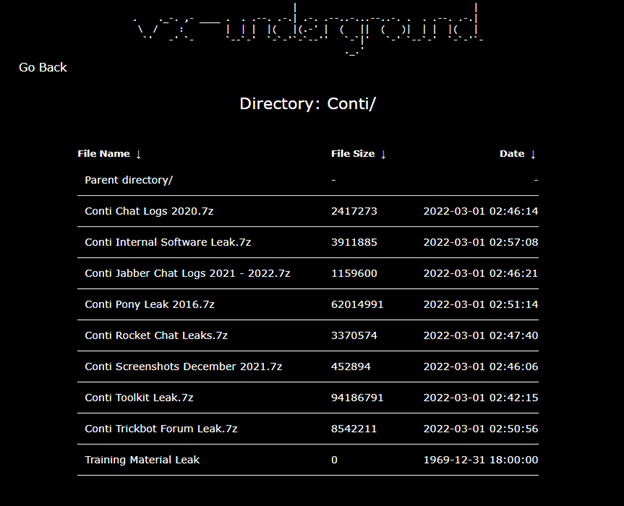 Go Back
Directory: Conti/
File Name ↓ File Size ↓ Date ↓
Parent directory/ - -
Conti Chat Logs 2020.7z 2417273 2022-03-01 02:46:14
Conti Internal Software Leak.7z 3911885 2022-03-01 02:57:08
Conti Jabber Chat Logs 2021 - 2022.7z 1159600 2022-03-01 02:46:21
Conti Pony Leak 2016.7z 62014991 2022-03-01 02:51:14
Conti Rocket Chat Leaks.7z 3370574 2022-03-01 02:47:40
Conti Screenshots December 2021.7z 452894 2022-03-01 02:46:06
Conti Toolkit Leak.7z 94186791 2022-03-01 02:42:15
Conti Trickbot Forum Leak.7z 8542211 2022-03-01 02:50:56
Training Material Leak 0 1969-12-31 18:00:00